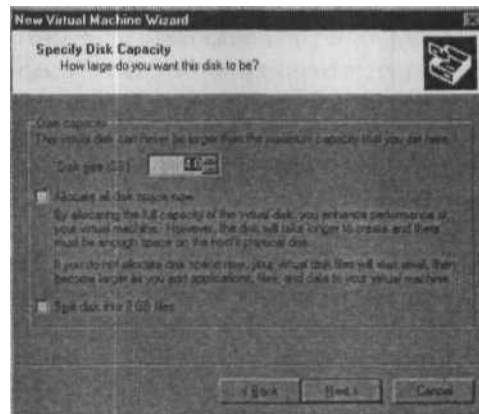 New Virtual Machine Wizard
Specify Disk Capacity
How large do you want this disk to be?
Disk capacity
This virtual disk can never be larger than the maximum capacity that you set here.
Disk size (GB):
4.0
Allocate all disk space now
By allocating the full capacity of the virtual disk, you enhance performance of
your virtual machine. However, the disk will take longer to create and there
must be enough space on the host's physical disk.
If you do not allocate disk space now, your virtual disk files will start small, then
become larger as you add applications, files, and data to your virtual machine.
Split disk into 2 GB files
< Back
Next >
Cancel